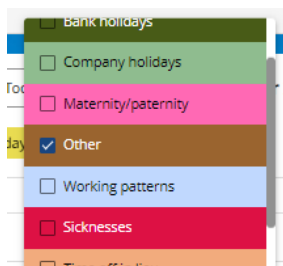 Bank holidays
Company holidays
Maternity/paternity
Other
Working patterns
Sicknesses